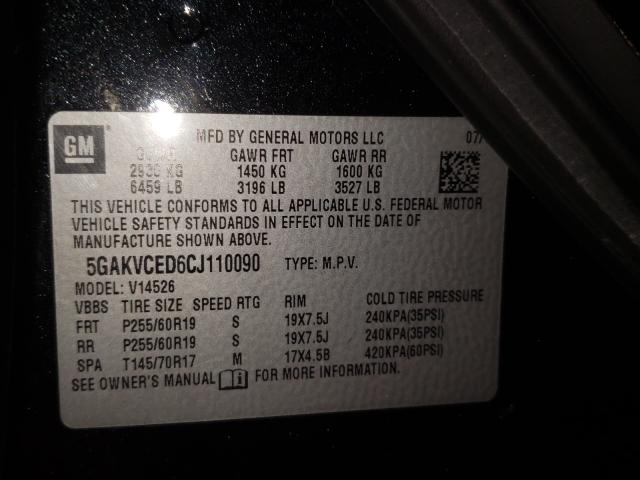 GM
MFD BY GENERAL MOTORS LLC 07/
GAWR FRT GAWR RR
KG 1450 KG 1600 KG
6459 LB 3196 LB 3527 LB
THIS VEHICLE CONFORMS TO ALL APPLICABLE U.S. FEDERAL MOTOR
VEHICLE SAFETY STANDARDS IN EFFECT ON THE DATE OF
MANUFACTURE SHOWN ABOVE.
5GAKVCED6CJ110090 TYPE: M.P.V.
MODEL: V14526
VBBS TIRE SIZE SPEED RTG RIM COLD TIRE PRESSURE
FRT P255/60R19 S 19X7.5J 240KPA(35PSI)
RR P255/60R19 S 19X7.5J 240KPA(35PSI)
SPA T145/70R17 M 17X4.5B 420KPA(60PSI)
SEE OWNER'S MANUAL FOR MORE INFORMATION.